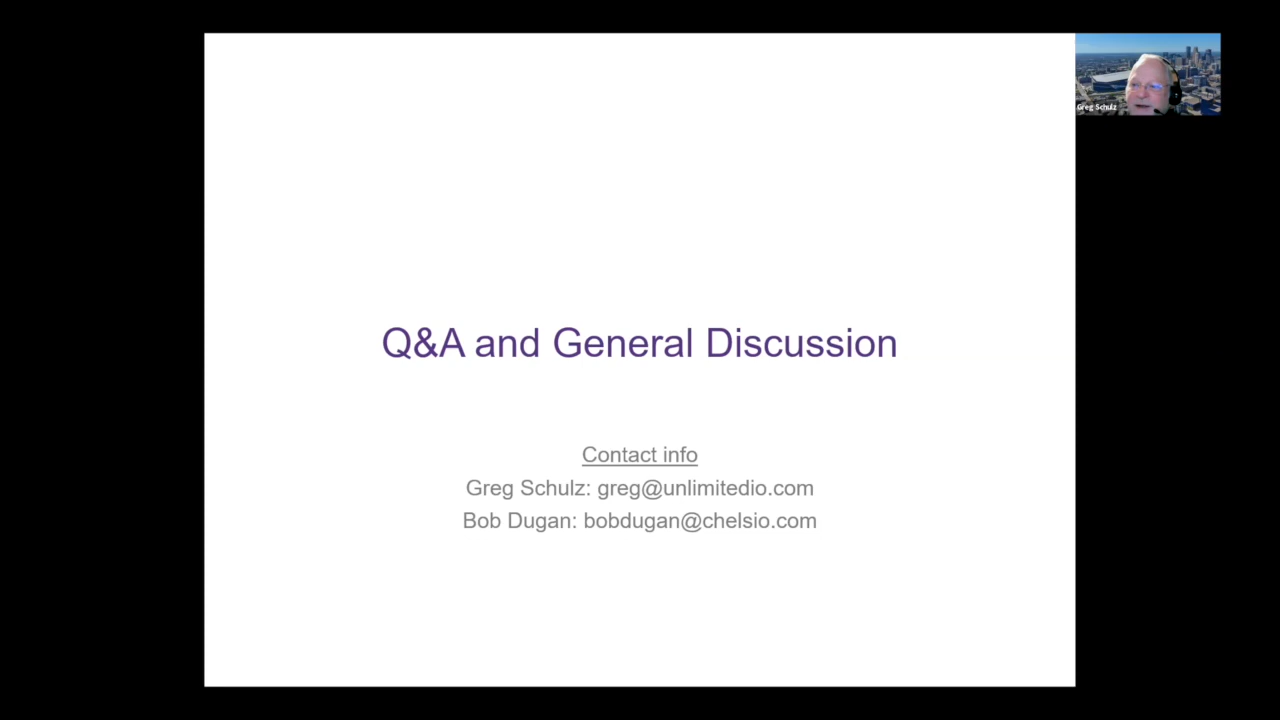 Greg Schulz
Q&A and General Discussion
Contact info
Greg Schulz: greg@unlimitedio.com
Bob Dugan: bobdugan@chelsio.com